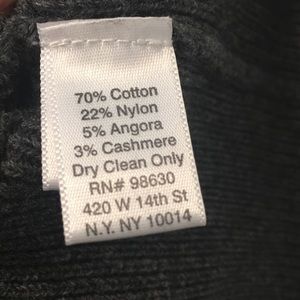 70% Cotton
22% Nylon
5% Angora
3% Cashmere
Dry Clean Only
RN# 98630
420 W 14th St
N.Y. NY 10014